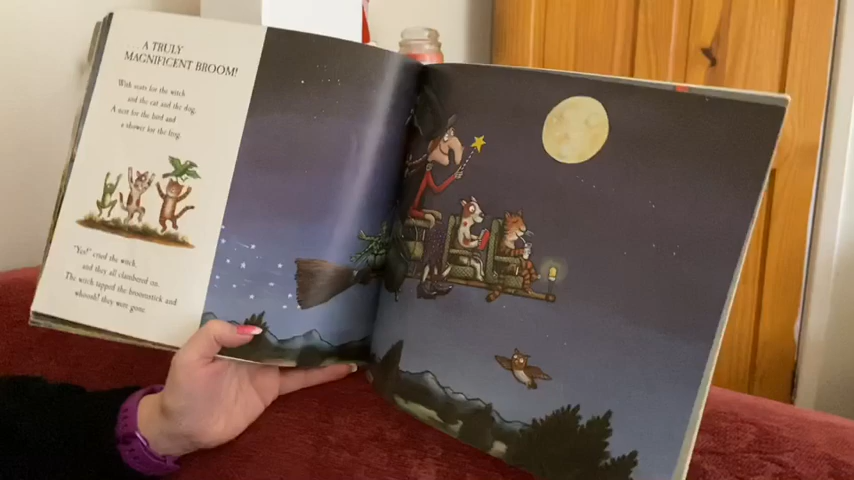 A TRULY
MAGNIFICENT BROOM!
With seats for the witch
and the cat and the dog,
A nest for the bird and
a shower for the frog.
"Yes!" cried the witch,
and they all clambered on.
The witch tapped the broomstick and
whoosh! they were gone.